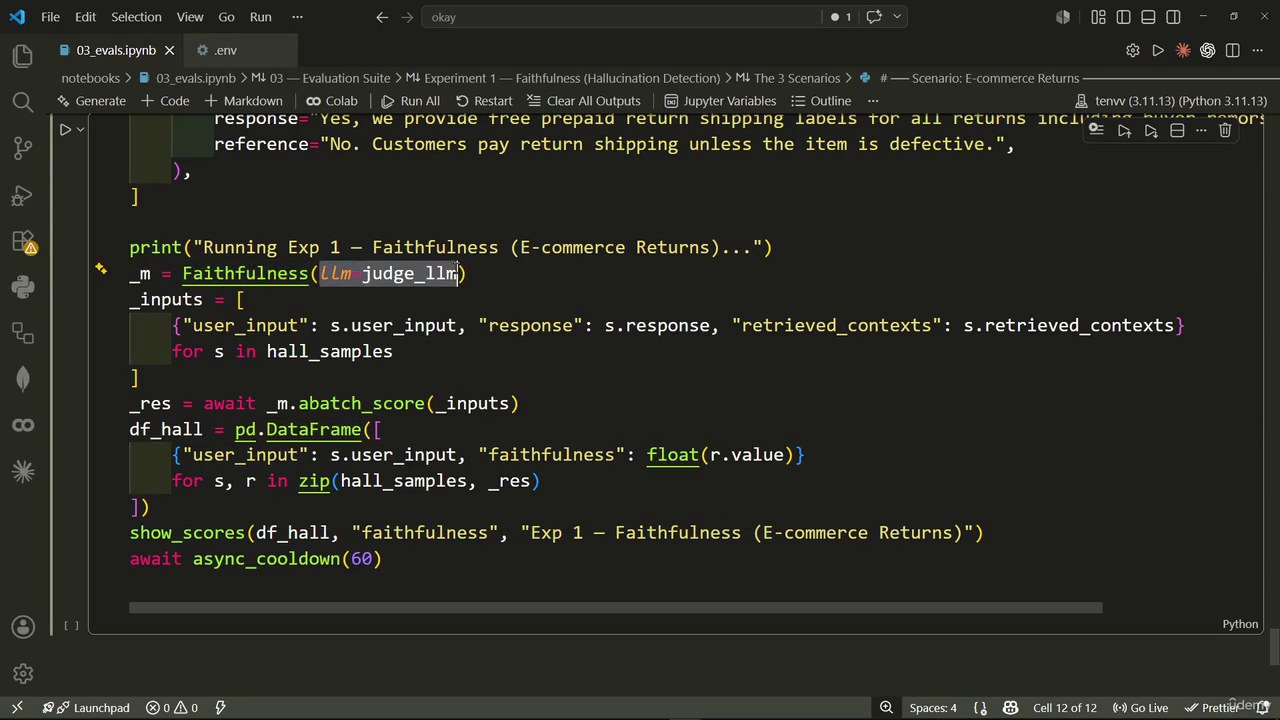 File Edit Selection View Go Run ··· okay 1
03_evals.ipynb .env
notebooks > 03_evals.ipynb > M↓ 03 — Evaluation Suite > M↓ Experiment 1 — Faithfulness (Hallucination Detection) > M↓ The 3 Scenarios > # —— Scenario: E-commerce Returns
Generate + Code + Markdown Colab Run All Restart Clear All Outputs Jupyter Variables Outline ··· tenvv (3.11.13) (Python 3.11.13)
response="Yes, we provide free prepaid return shipping labels for all returns including buyer remors
reference="No. Customers pay return shipping unless the item is defective.",
),
]
print("Running Exp 1 — Faithfulness (E-commerce Returns)...")
_m = Faithfulness(llm=judge_llm)
_inputs = [
{"user_input": s.user_input, "response": s.response, "retrieved_contexts": s.retrieved_contexts}
for s in hall_samples
]
_res = await _m.abatch_score(_inputs)
df_hall = pd.DataFrame([
{"user_input": s.user_input, "faithfulness": float(r.value)}
for s, r in zip(hall_samples, _res)
])
show_scores(df_hall, "faithfulness", "Exp 1 — Faithfulness (E-commerce Returns)")
await async_cooldown(60)
[ ] Python
Launchpad 0 0 Spaces: 4 Cell 12 of 12 Go Live Prettier
Udemy